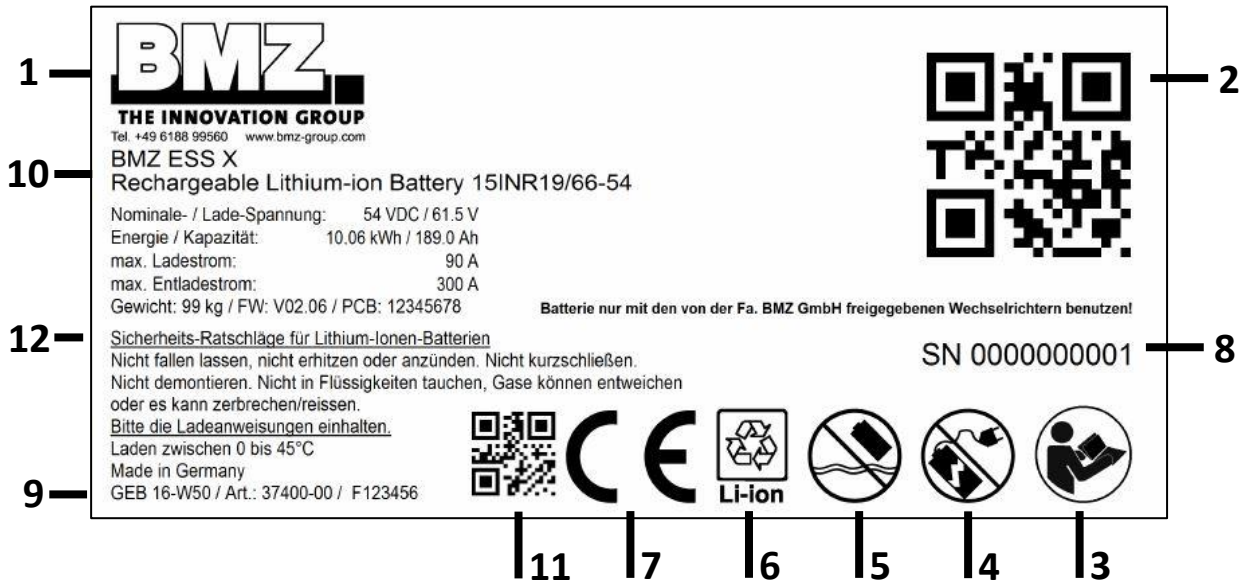 BMZ
THE INNOVATION GROUP
Tel. +49 6188 99560 www.bmz-group.com
BMZ ESS X
Rechargeable Lithium-ion Battery 15INR19/66-54
Nominale- / Lade-Spannung: 54 VDC / 61.5 V
Energie / Kapazität: 10.06 kWh / 189.0 Ah
max. Ladestrom: 90 A
max. Entladestrom: 300 A
Gewicht: 99 kg / FW: V02.06 / PCB: 12345678
Batterie nur mit den von der Fa. BMZ GmbH freigegebenen Wechselrichtern benutzen!
Sicherheits-Ratschläge für Lithium-Ionen-Batterien
Nicht fallen lassen, nicht erhitzen oder anzünden. Nicht kurzschließen.
Nicht demontieren. Nicht in Flüssigkeiten tauchen, Gase können entweichen
oder es kann zerbrechen/reissen.
Bitte die Ladeanweisungen einhalten.
Laden zwischen 0 bis 45°C
Made in Germany
GEB 16-W50 / Art.: 37400-00 / F123456
SN 0000000001
CE
Li-ion
1
10
12
9
2
8
11
7
6
5
4
3